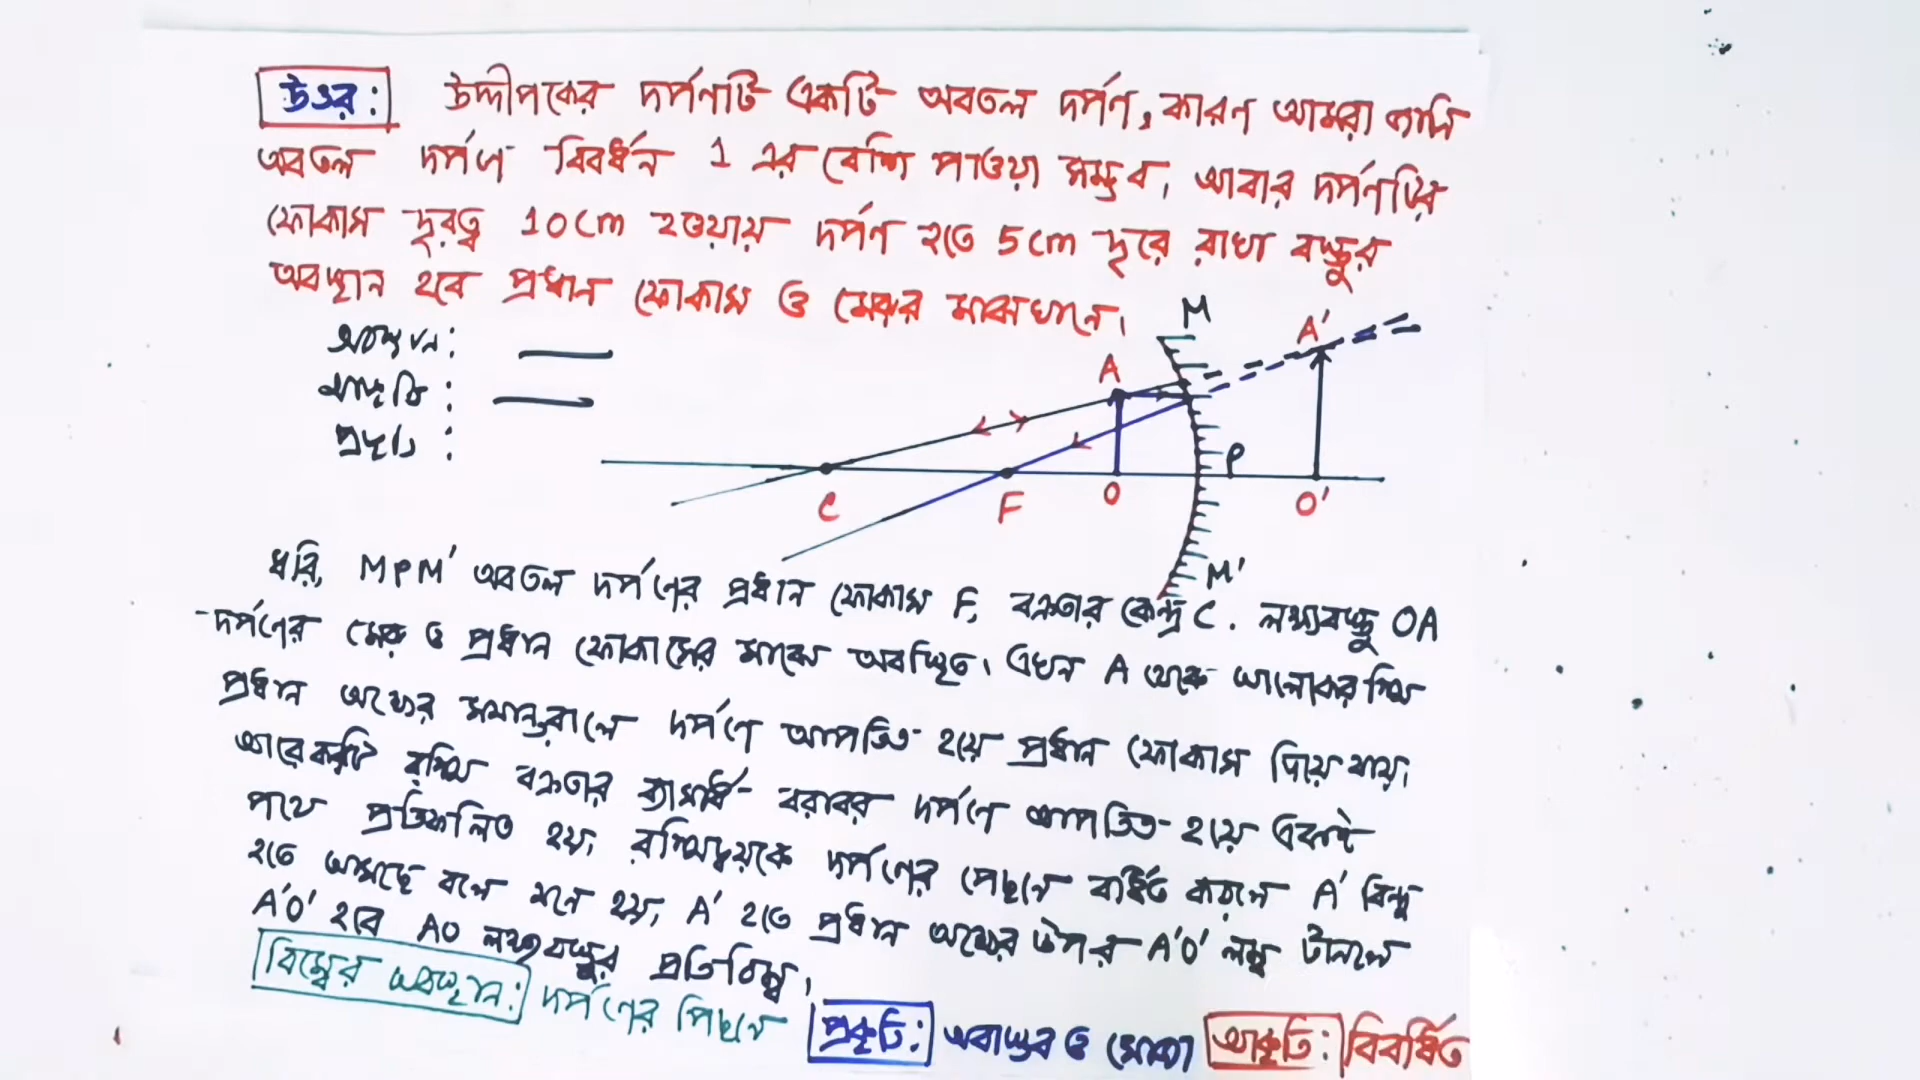 উত্তর: উদ্দীপকের দর্পণটি একটি অবতল দর্পণ, কারণ আমরা জানি
অবতল দর্পণে বিবর্ধন 1 এর বেশি পাওয়া সম্ভব। আবার দর্পণটির
ফোকাস দূরত্ব 10cm হওয়ায় দর্পণ হতে 5cm দূরে রাখা বস্তুর
অবস্থান হবে প্রধান ফোকাস ও মেরুর মাঝখানে।
অবস্থান:
আকৃতি:
প্রকৃতি:
M
A'
A
P
C
F
O
O'
M'
ধরি, MPM' অবতল দর্পণের প্রধান ফোকাস F, বক্রতার কেন্দ্র C. লক্ষ্যবস্তু OA
দর্পণের মেরু ও প্রধান ফোকাসের মাঝে অবস্থিত। এখন A থেকে আলোকরশ্মি
প্রধান অক্ষের সমান্তরালে দর্পণে আপতিত হয়ে প্রধান ফোকাস দিয়ে যায়।
আরেকটি রশ্মি বক্রতার ব্যাসার্ধ বরাবর দর্পণে আপতিত হয়ে একই
পথে প্রতিফলিত হয়। রশ্মিদ্বয়কে দর্পণের পেছনে বর্ধিত করলে A' বিন্দু
হতে আসছে বলে মনে হয়। A' হতে প্রধান অক্ষের উপর A'O' লম্ব টানলে
A'O' হবে AO লক্ষ্যবস্তুর প্রতিবিম্ব।
বিম্বের অবস্থান: দর্পণের পিছনে প্রকৃতি: অবাস্তব ও সোজা আকৃতি: বিবর্ধিত